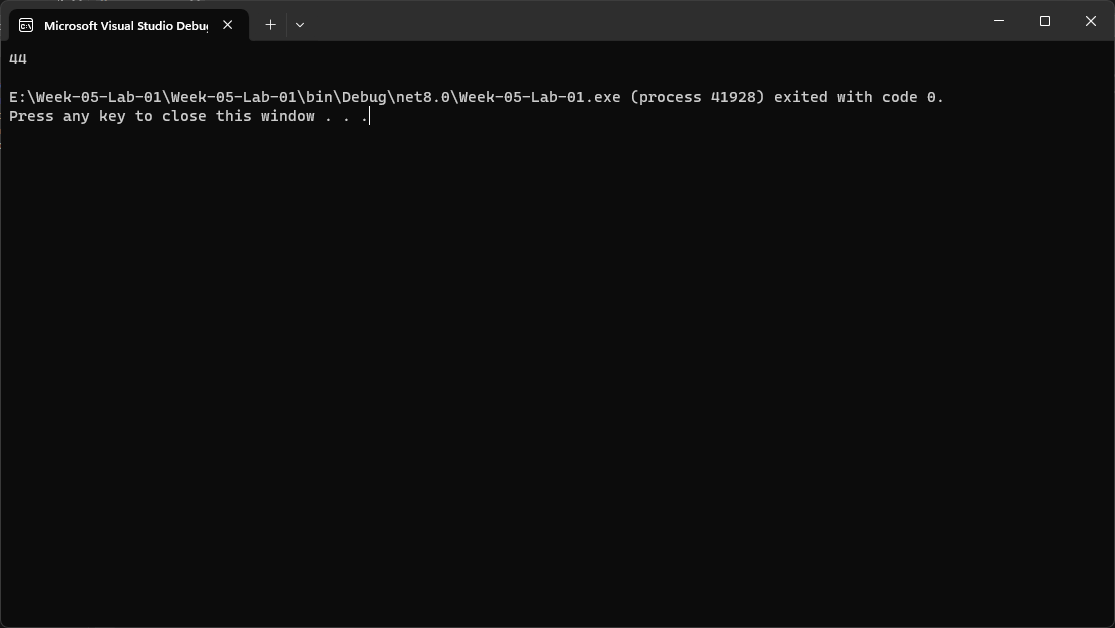 Microsoft Visual Studio Debug
44
E:\Week-05-Lab-01\Week-05-Lab-01\bin\Debug\net8.0\Week-05-Lab-01.exe (process 41928) exited with code 0.
Press any key to close this window . . .